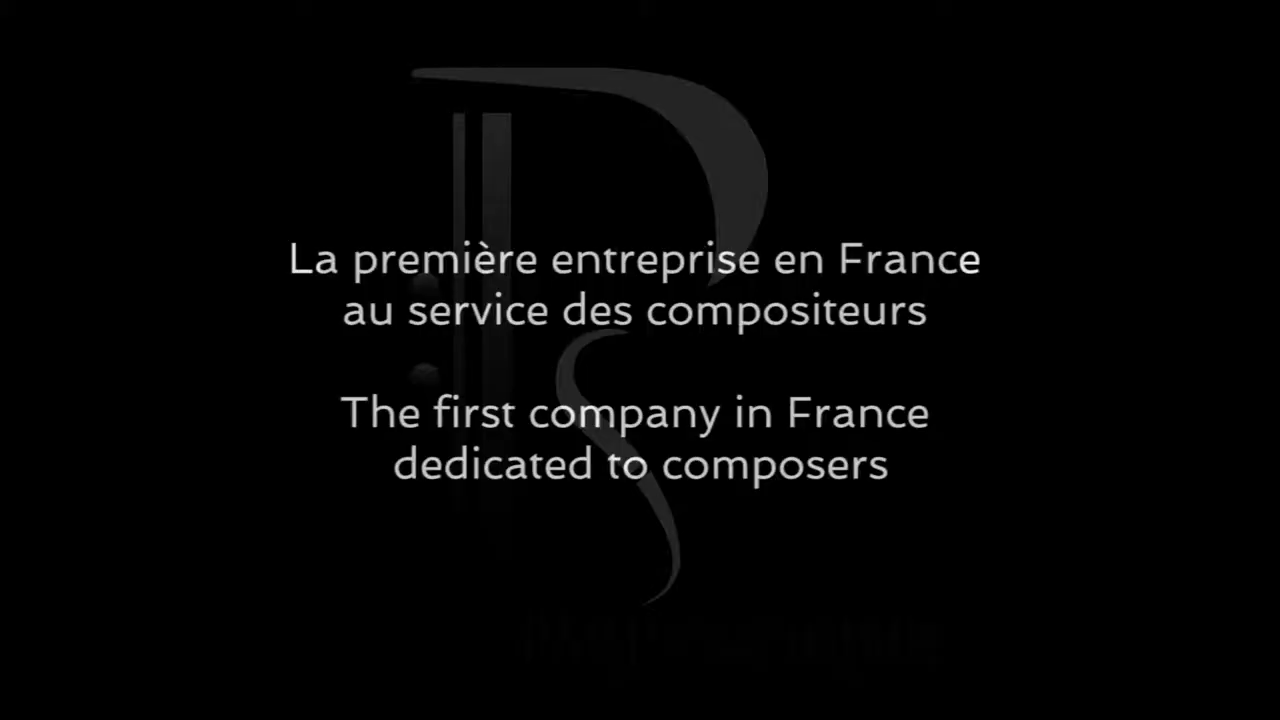 La première entreprise en France
au service des compositeurs
The first company in France
dedicated to composers